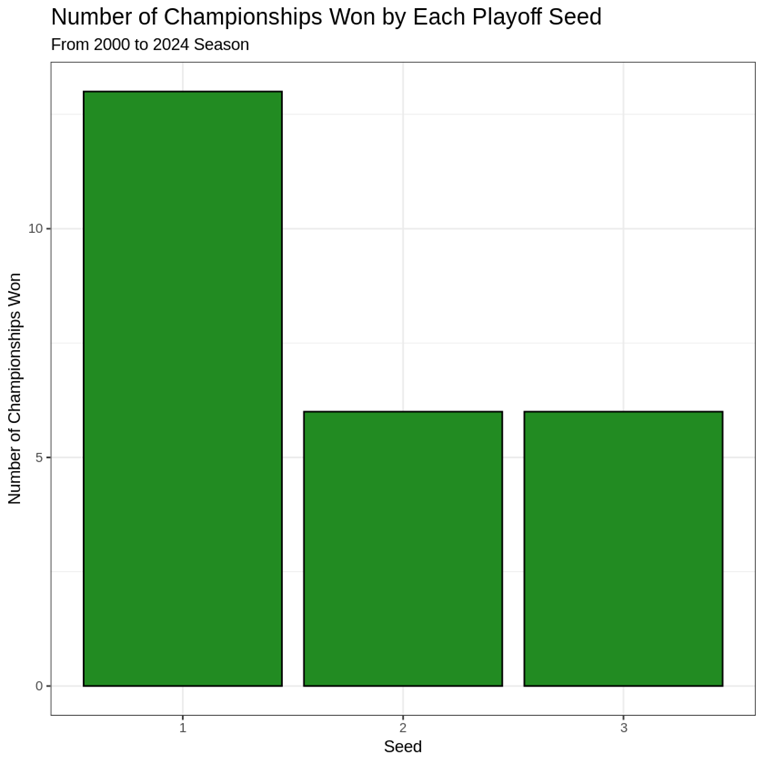 Number of Championships Won by Each Playoff Seed
From 2000 to 2024 Season
Number of Championships Won
10
5
0
1 2 3
Seed